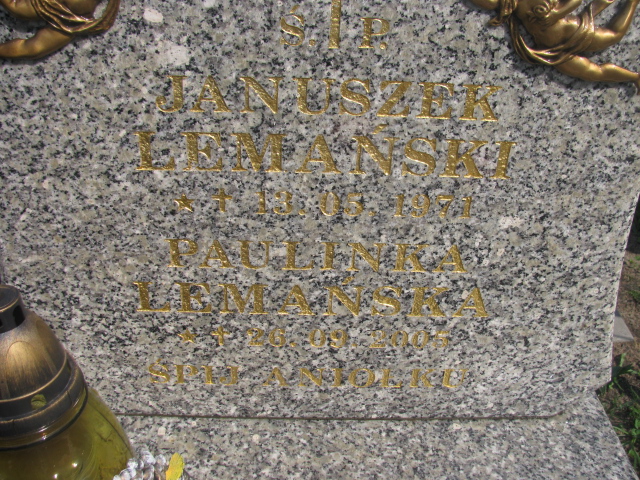 Ś. P.
JANUSZEK
LEMAŃSKI
★ † 13. 05. 1971
PAULINKA
LEMAŃSKA
★ † 26. 09. 2005
ŚPIJ ANIOŁKU